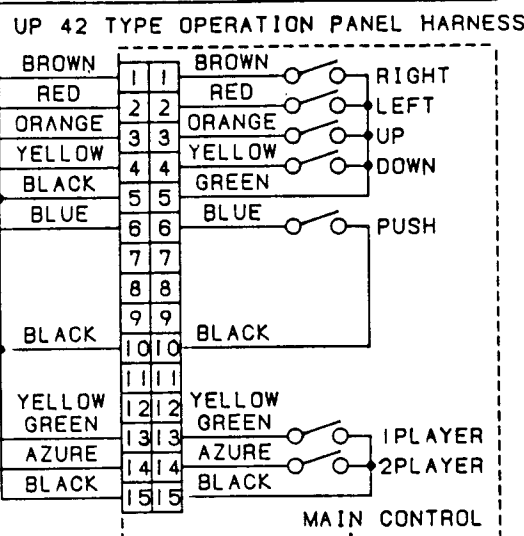 UP 42 TYPE OPERATION PANEL HARNESS
BROWN 1 1 BROWN RIGHT
RED 2 2 RED LEFT
ORANGE 3 3 ORANGE UP
YELLOW 4 4 YELLOW DOWN
BLACK 5 5 GREEN
BLUE 6 6 BLUE PUSH
7 7
8 8
9 9
BLACK 10 10 BLACK
11 11
YELLOW 12 12 YELLOW
GREEN 13 13 GREEN 1PLAYER
AZURE 14 14 AZURE 2PLAYER
BLACK 15 15 BLACK
MAIN CONTROL